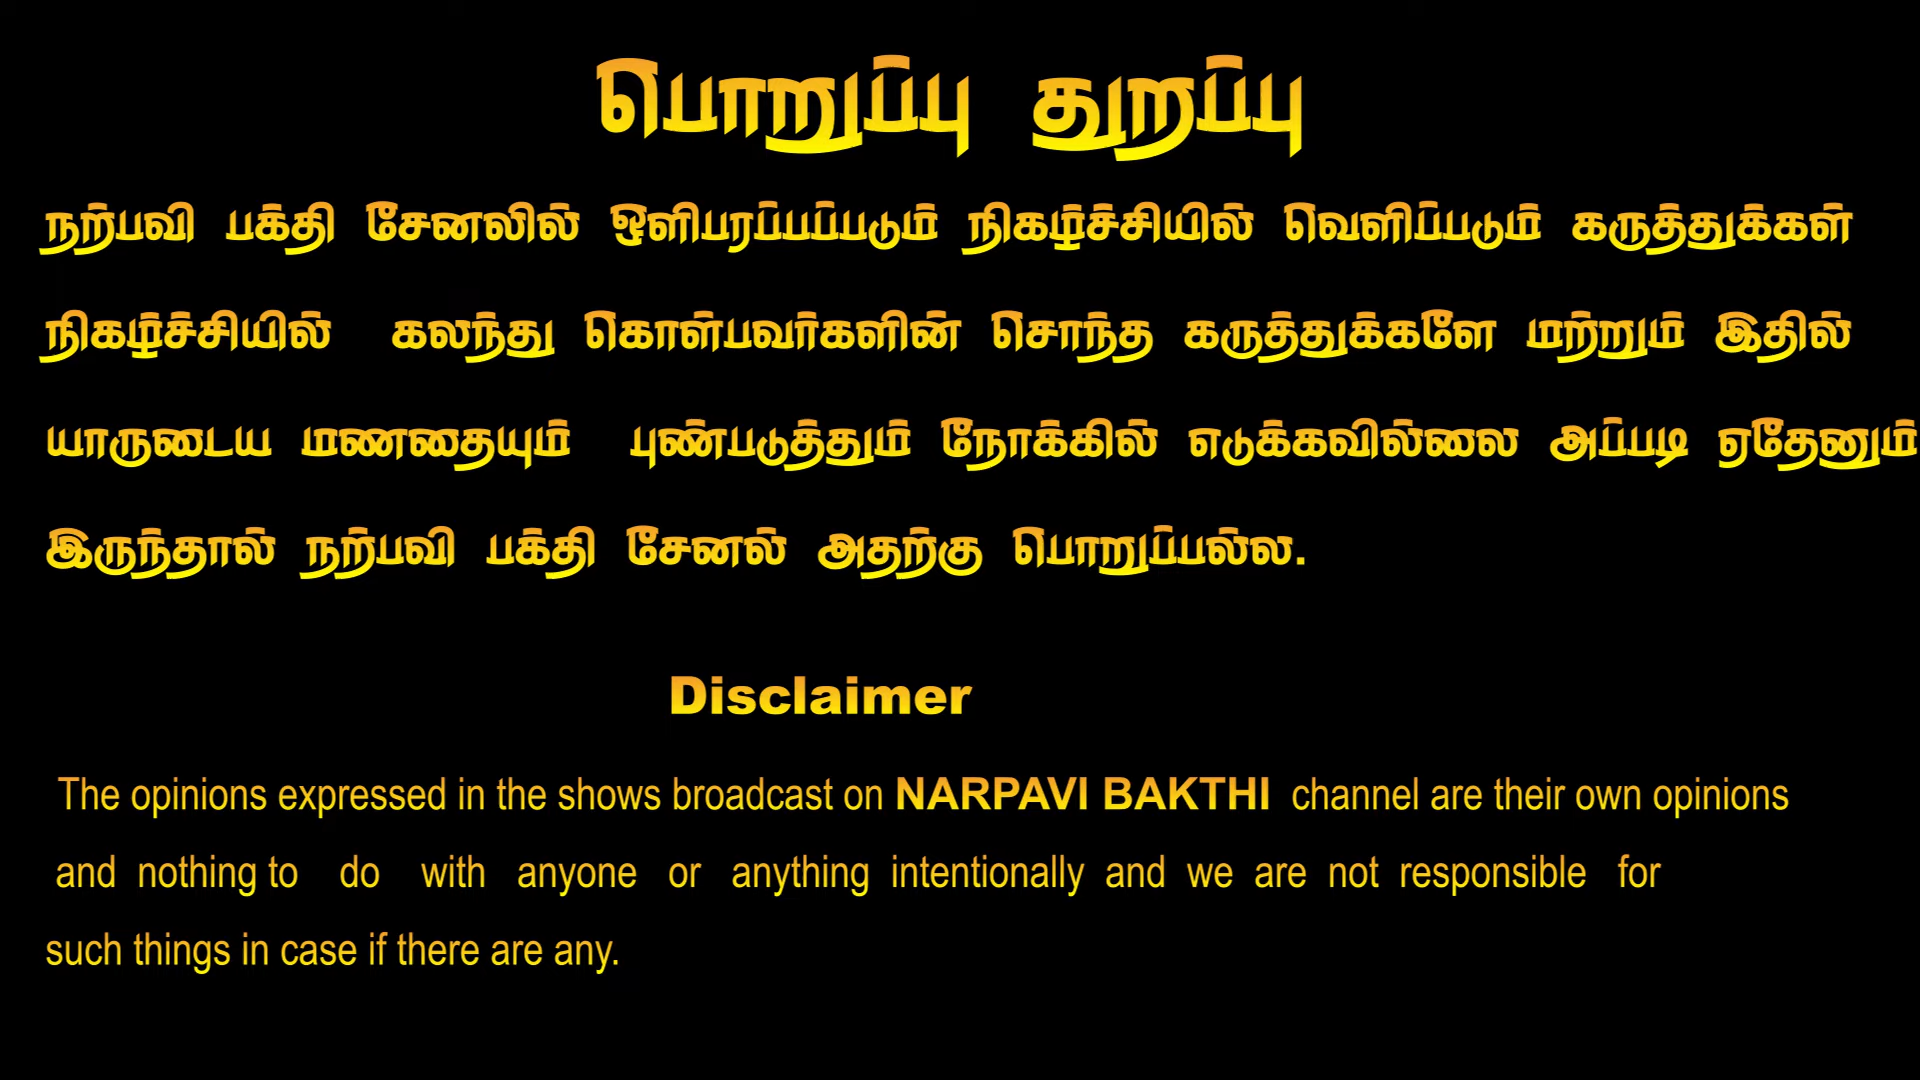 பொறுப்பு துறப்பு
நற்பவி பக்தி சேனலில் ஒளிபரப்பப்படும் நிகழ்ச்சியில் வெளிப்படும் கருத்துக்கள்
நிகழ்ச்சியில் கலந்து கொள்பவர்களின் சொந்த கருத்துக்களே மற்றும் இதில்
யாருடைய மணதையும் புண்படுத்தும் நோக்கில் எடுக்கவில்லை அப்படி ஏதேனும்
இருந்தால் நற்பவி பக்தி சேனல் அதற்கு பொறுப்பல்ல.
Disclaimer
The opinions expressed in the shows broadcast on NARPAVI BAKTHI channel are their own opinions
and nothing to do with anyone or anything intentionally and we are not responsible for
such things in case if there are any.